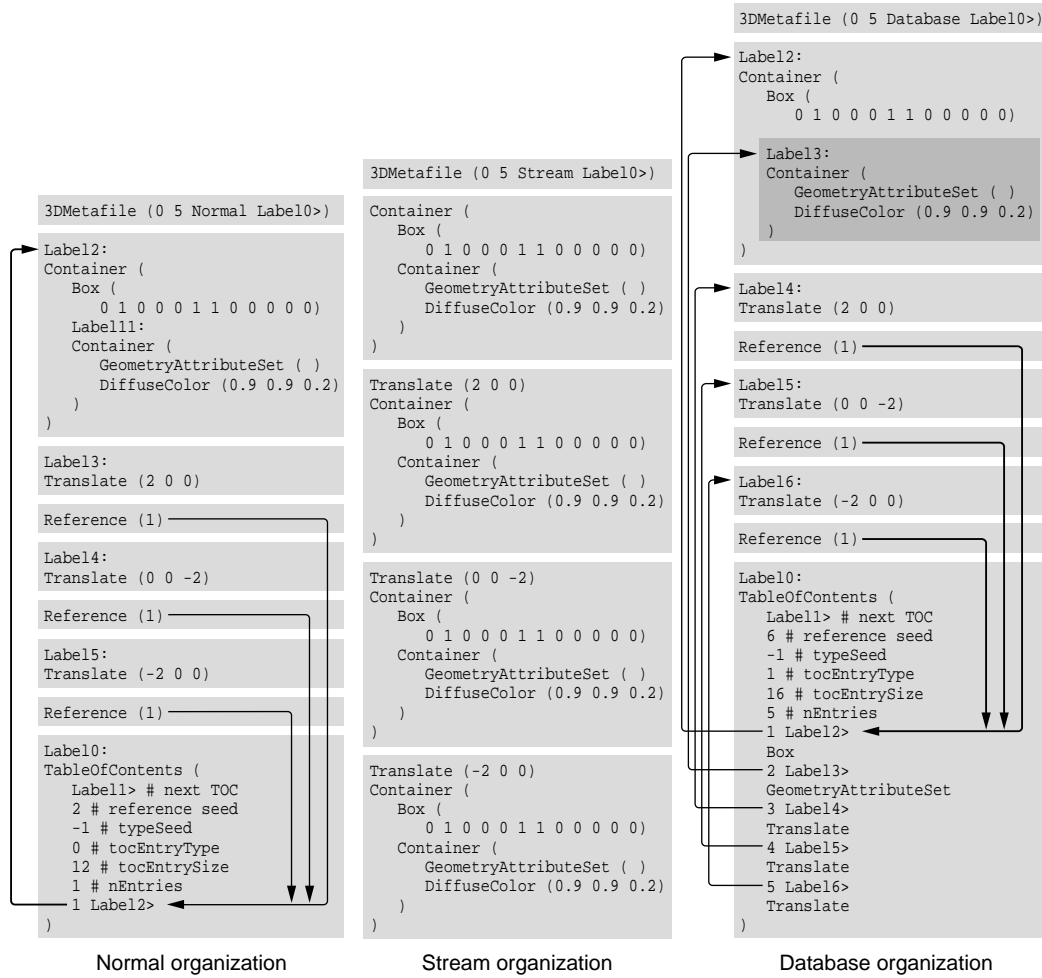 3DMetafile (0 5 Normal Label0>)
Label2:
Container (
Box (
0 1 0 0 0 1 1 0 0 0 0 0)
Label11:
Container (
GeometryAttributeSet ( )
DiffuseColor (0.9 0.9 0.2)
)
)
Label3:
Translate (2 0 0)
Reference (1)
Label4:
Translate (0 0 -2)
Reference (1)
Label5:
Translate (-2 0 0)
Reference (1)
Label0:
TableOfContents (
Label1> # next TOC
2 # reference seed
-1 # typeSeed
0 # tocEntryType
12 # tocEntrySize
1 # nEntries
1 Label2>
)
Normal organization
3DMetafile (0 5 Stream Label0>)
Container (
Box (
0 1 0 0 0 1 1 0 0 0 0 0)
Container (
GeometryAttributeSet ( )
DiffuseColor (0.9 0.9 0.2)
)
)
Translate (2 0 0)
Container (
Box (
0 1 0 0 0 1 1 0 0 0 0 0)
Container (
GeometryAttributeSet ( )
DiffuseColor (0.9 0.9 0.2)
)
)
Translate (0 0 -2)
Container (
Box (
0 1 0 0 0 1 1 0 0 0 0 0)
Container (
GeometryAttributeSet ( )
DiffuseColor (0.9 0.9 0.2)
)
)
Translate (-2 0 0)
Container (
Box (
0 1 0 0 0 1 1 0 0 0 0 0)
Container (
GeometryAttributeSet ( )
DiffuseColor (0.9 0.9 0.2)
)
)
Stream organization
3DMetafile (0 5 Database Label0>)
Label2:
Container (
Box (
0 1 0 0 0 1 1 0 0 0 0 0)
Label3:
Container (
GeometryAttributeSet ( )
DiffuseColor (0.9 0.9 0.2)
)
)
Label4:
Translate (2 0 0)
Reference (1)
Label5:
Translate (0 0 -2)
Reference (1)
Label6:
Translate (-2 0 0)
Reference (1)
Label0:
TableOfContents (
Label1> # next TOC
6 # reference seed
-1 # typeSeed
1 # tocEntryType
16 # tocEntrySize
5 # nEntries
1 Label2>
Box
2 Label3>
GeometryAttributeSet
3 Label4>
Translate
4 Label5>
Translate
5 Label6>
Translate
)
Database organization